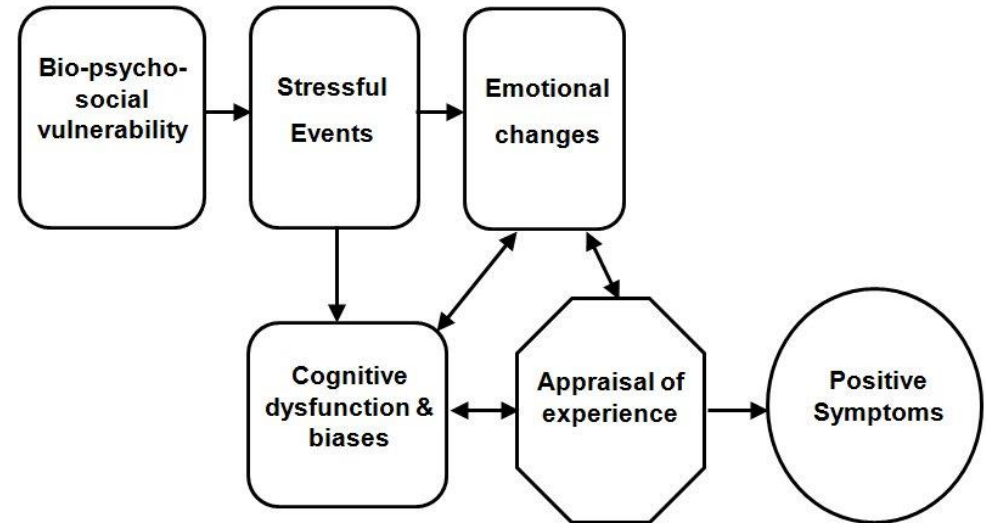 Bio-psycho-
social
vulnerability
Stressful
Events
Emotional
changes
Cognitive
dysfunction &
biases
Appraisal of
experience
Positive
Symptoms